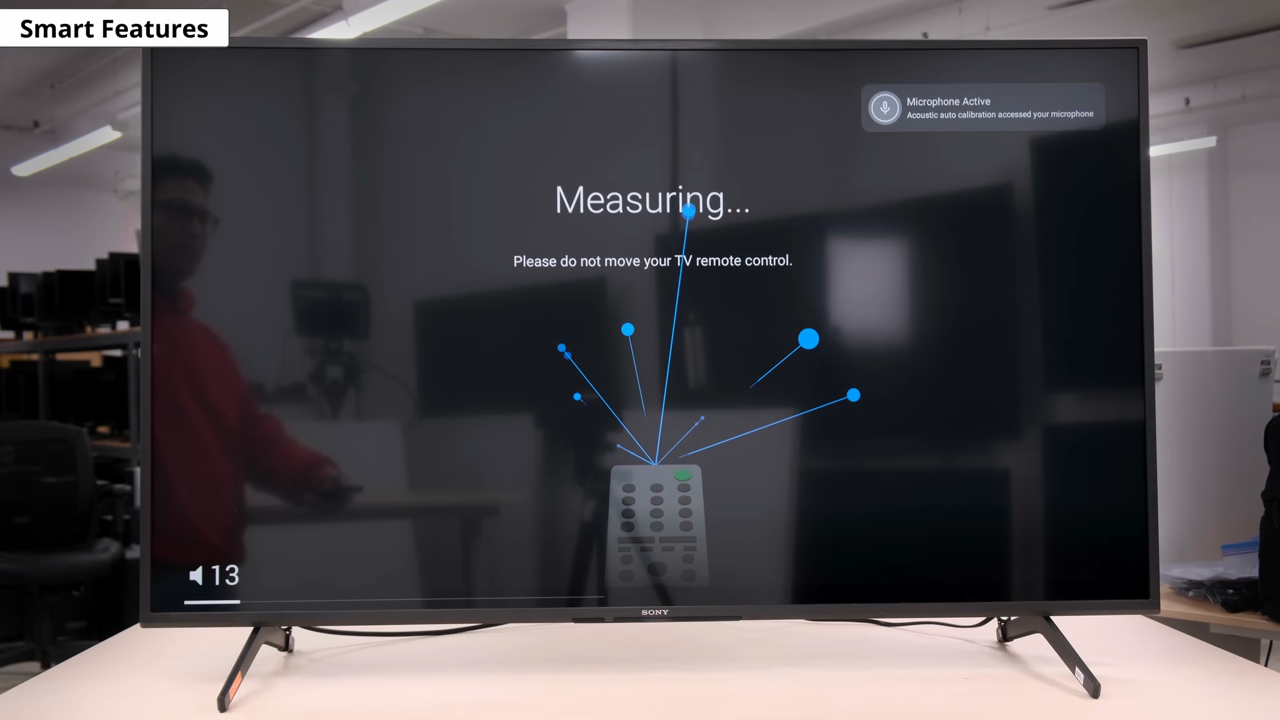 Smart Features
Microphone Active
Acoustic auto calibration accessed your microphone
Measuring...
Please do not move your TV remote control.
13
SONY